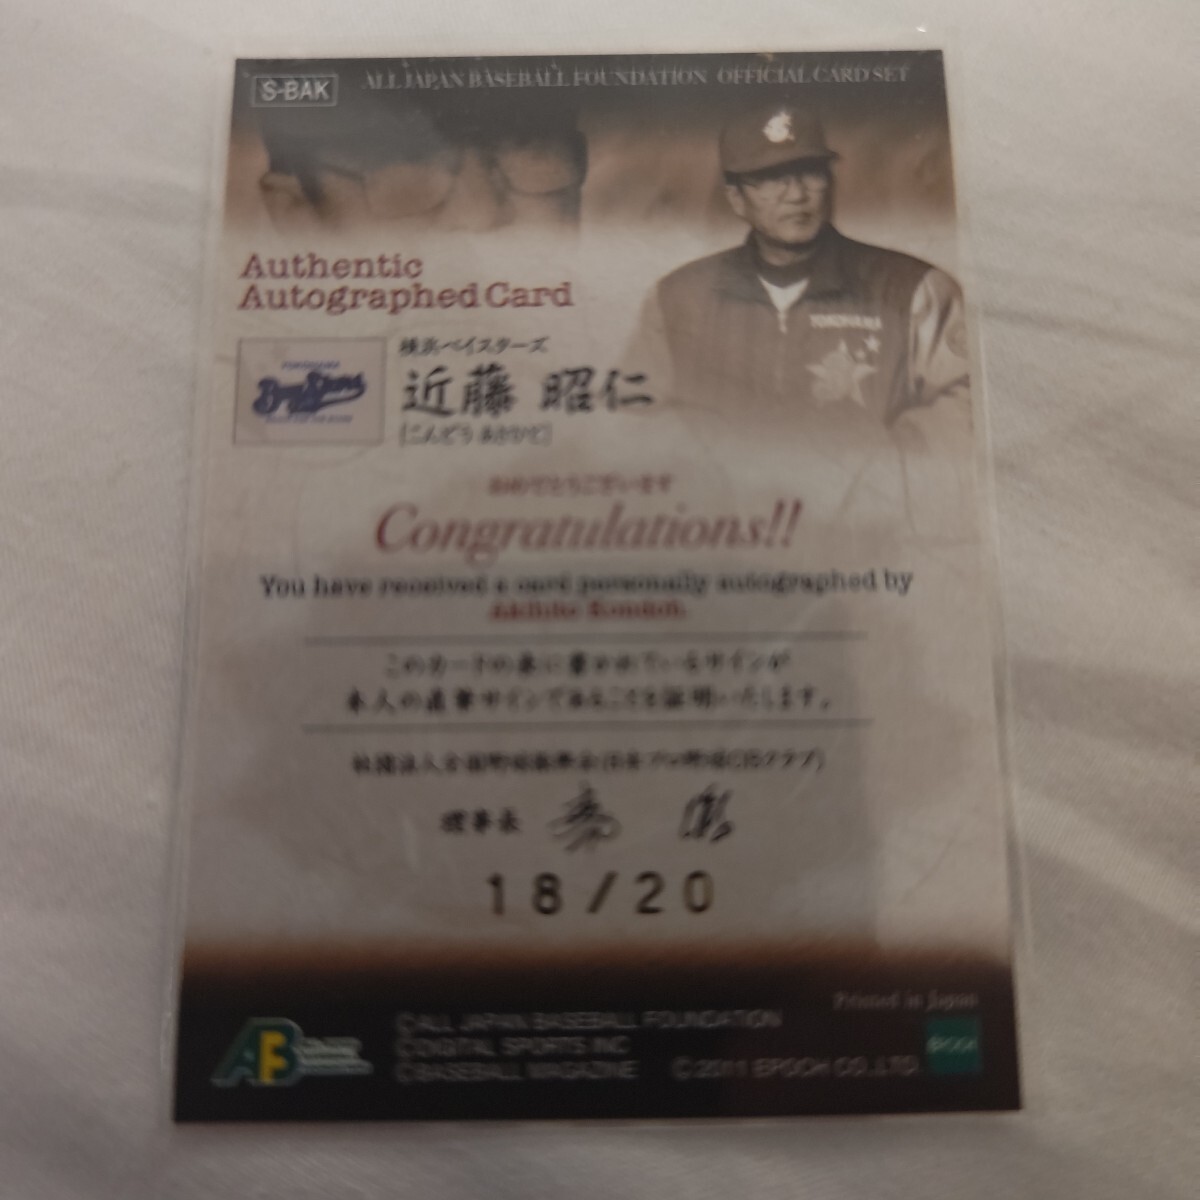 S-BAK
ALL JAPAN BASEBALL FOUNDATION OFFICIAL CARD SET
YOKOHAMA
Authentic
Autographed Card
横浜ベイスターズ
近藤 昭仁
[こんどう あきひと]
YOKOHAMA
BayStars
おめでとうございます
Congratulations!!
You have received a card personally autographed by
Akihito Kondoh.
このカードの表に書かれているサインが
本人の直筆サインであることを証明いたします。
社団法人全国野球振興会(日本プロ野球OBクラブ)
理事長
18/20
Printed in Japan
©ALL JAPAN BASEBALL FOUNDATION
©DIGITAL SPORTS INC
©BASEBALL MAGAZINE ©2011 EPOCH CO.,LTD.
EPOCH